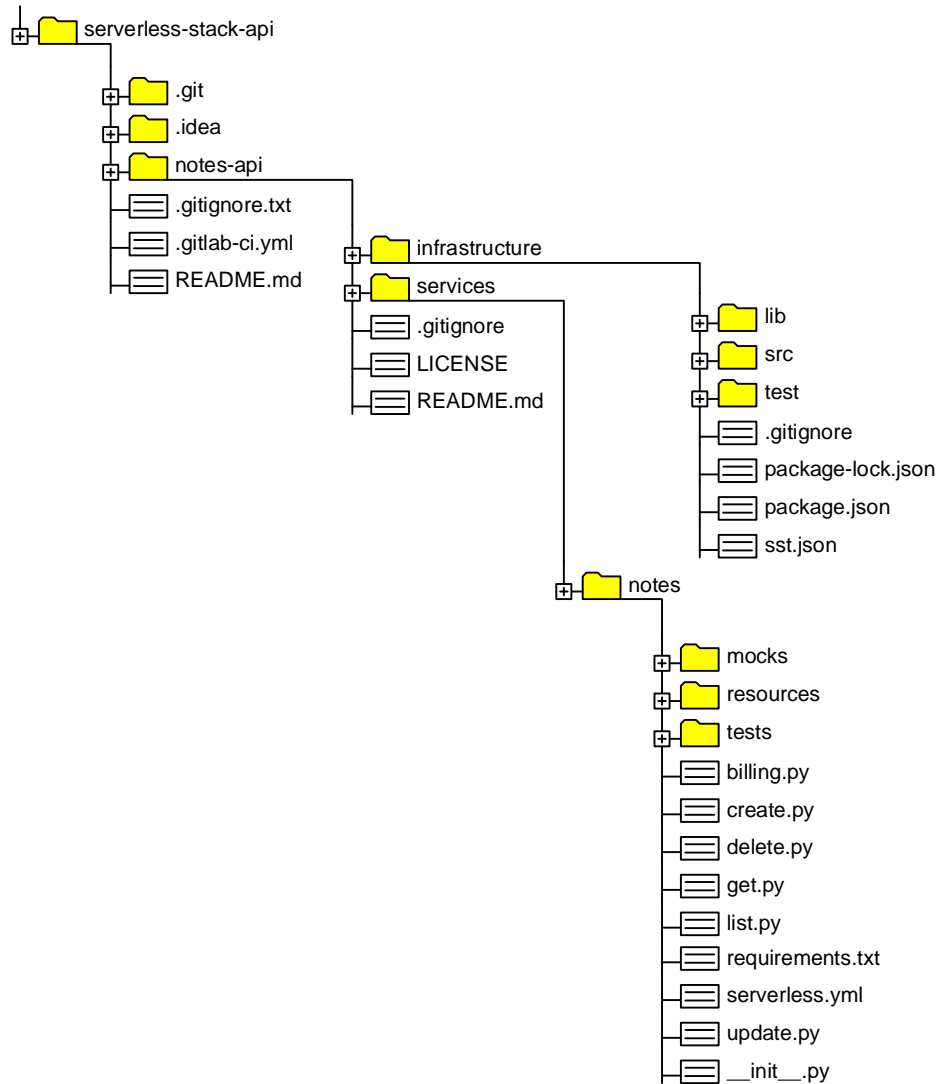 serverless-stack-api
.git
.idea
notes-api
.gitignore.txt
.gitlab-ci.yml
README.md
infrastructure
services
.gitignore
LICENSE
README.md
lib
src
test
.gitignore
package-lock.json
package.json
sst.json
notes
mocks
resources
tests
billing.py
create.py
delete.py
get.py
list.py
requirements.txt
serverless.yml
update.py
__init__.py